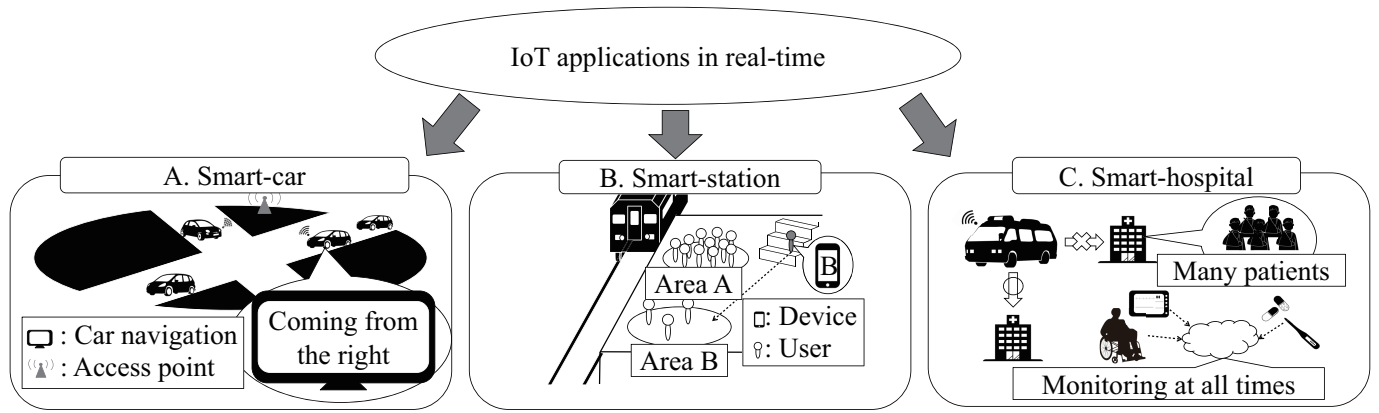 IoT applications in real-time
A. Smart-car
: Car navigation
: Access point
Coming from
the right
B. Smart-station
Area A
Area B
B
: Device
: User
C. Smart-hospital
Many patients
Monitoring at all times